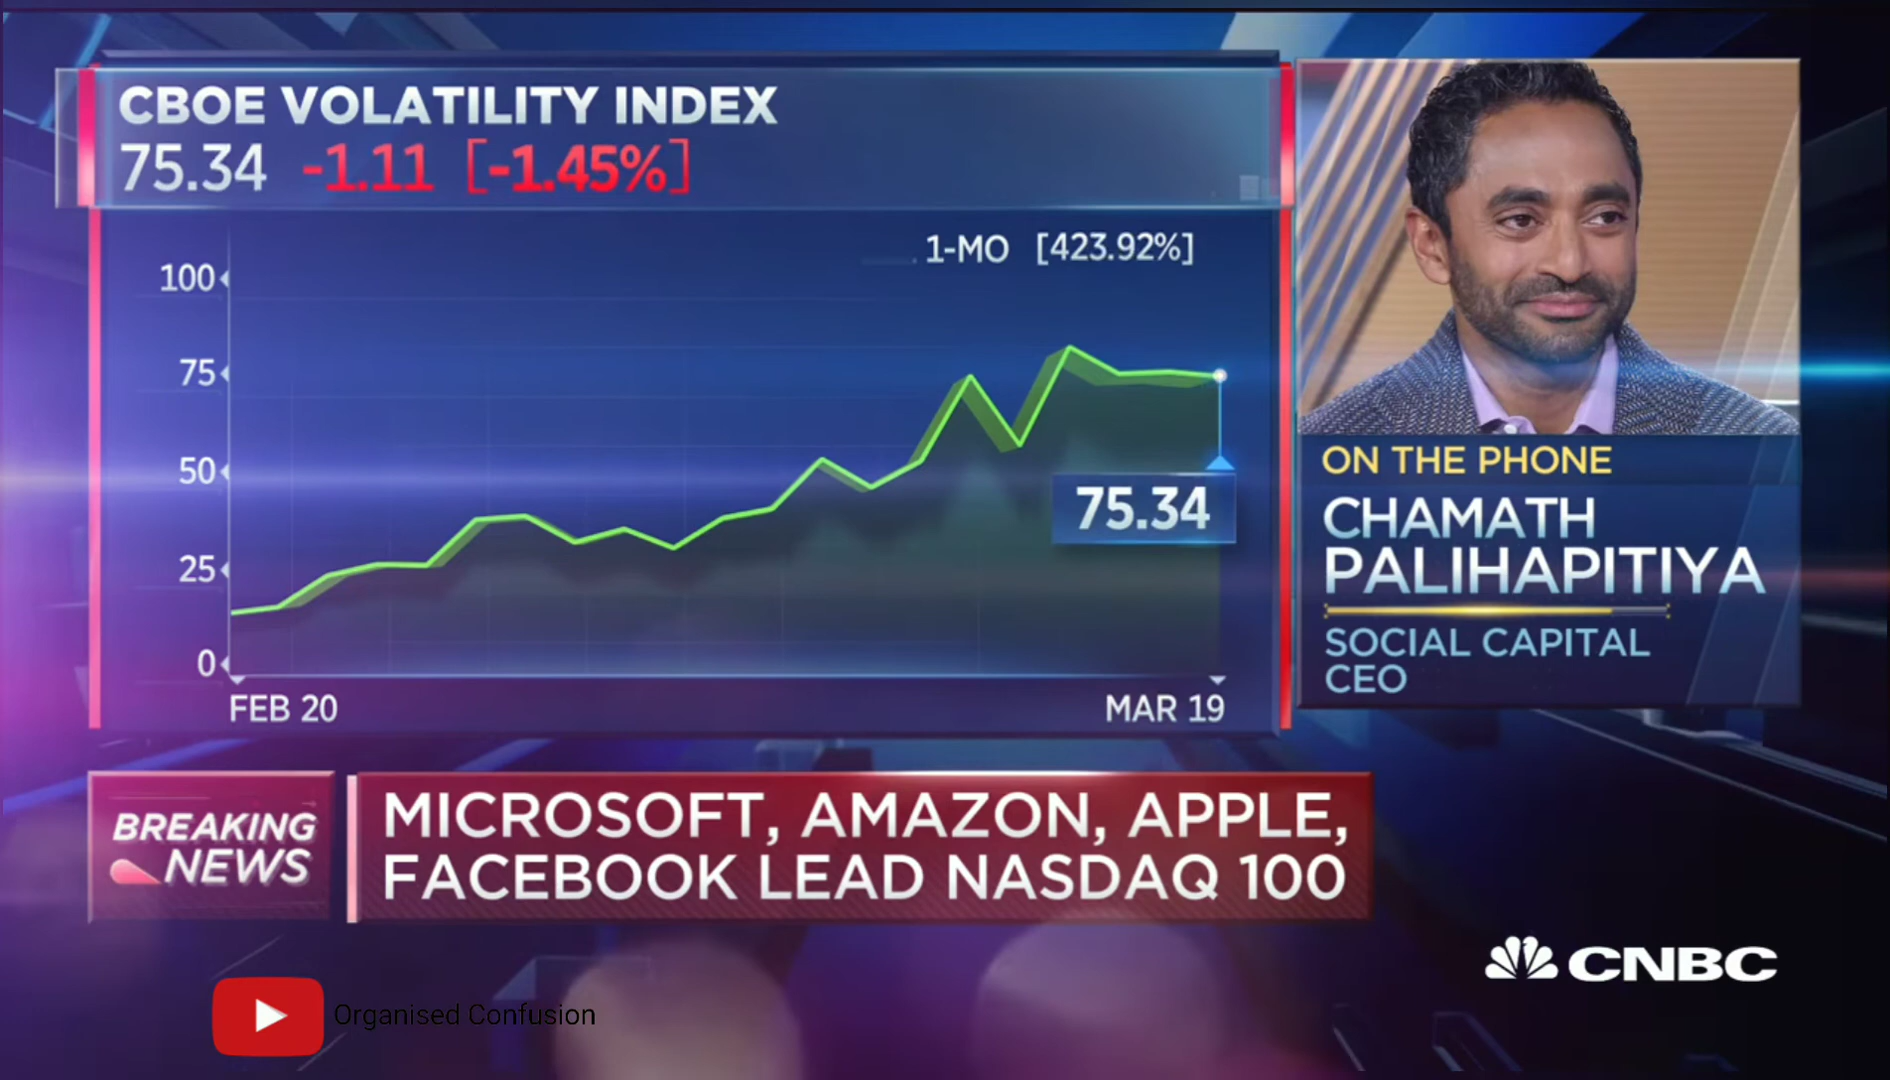 CBOE VOLATILITY INDEX
75.34 -1.11 [-1.45%]
1-MO [423.92%]
100
75
50
25
0
75.34
FEB 20 MAR 19
ON THE PHONE
CHAMATH
PALIHAPITIYA
SOCIAL CAPITAL
CEO
BREAKING
NEWS
MICROSOFT, AMAZON, APPLE,
FACEBOOK LEAD NASDAQ 100
CNBC
Organised Confusion